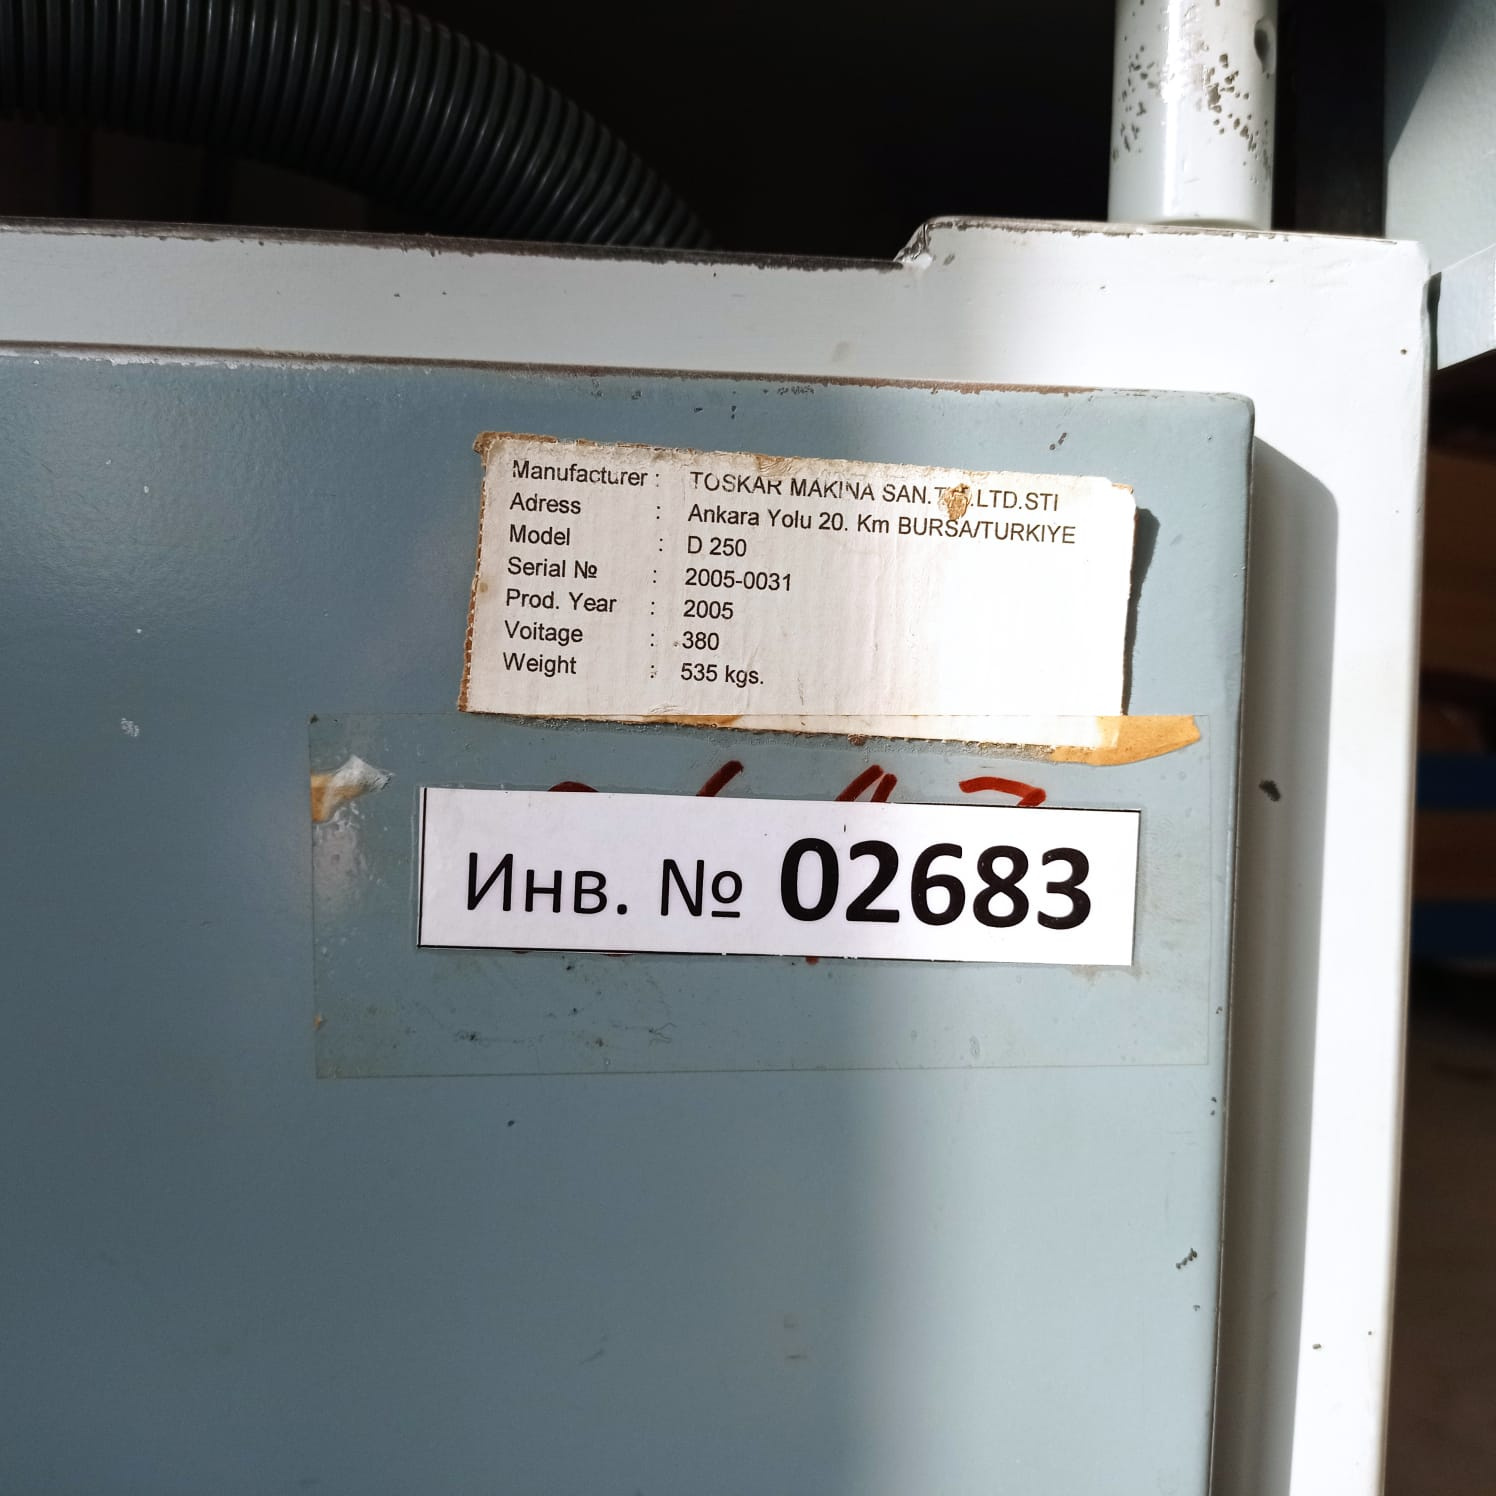 Manufacturer : TOSKAR MAKINA SAN. LTD.STI
Adress : Ankara Yolu 20. Km BURSA/TURKIYE
Model : D 250
Serial № : 2005-0031
Prod. Year : 2005
Voitage : 380
Weight : 535 kgs.
Инв. № 02683